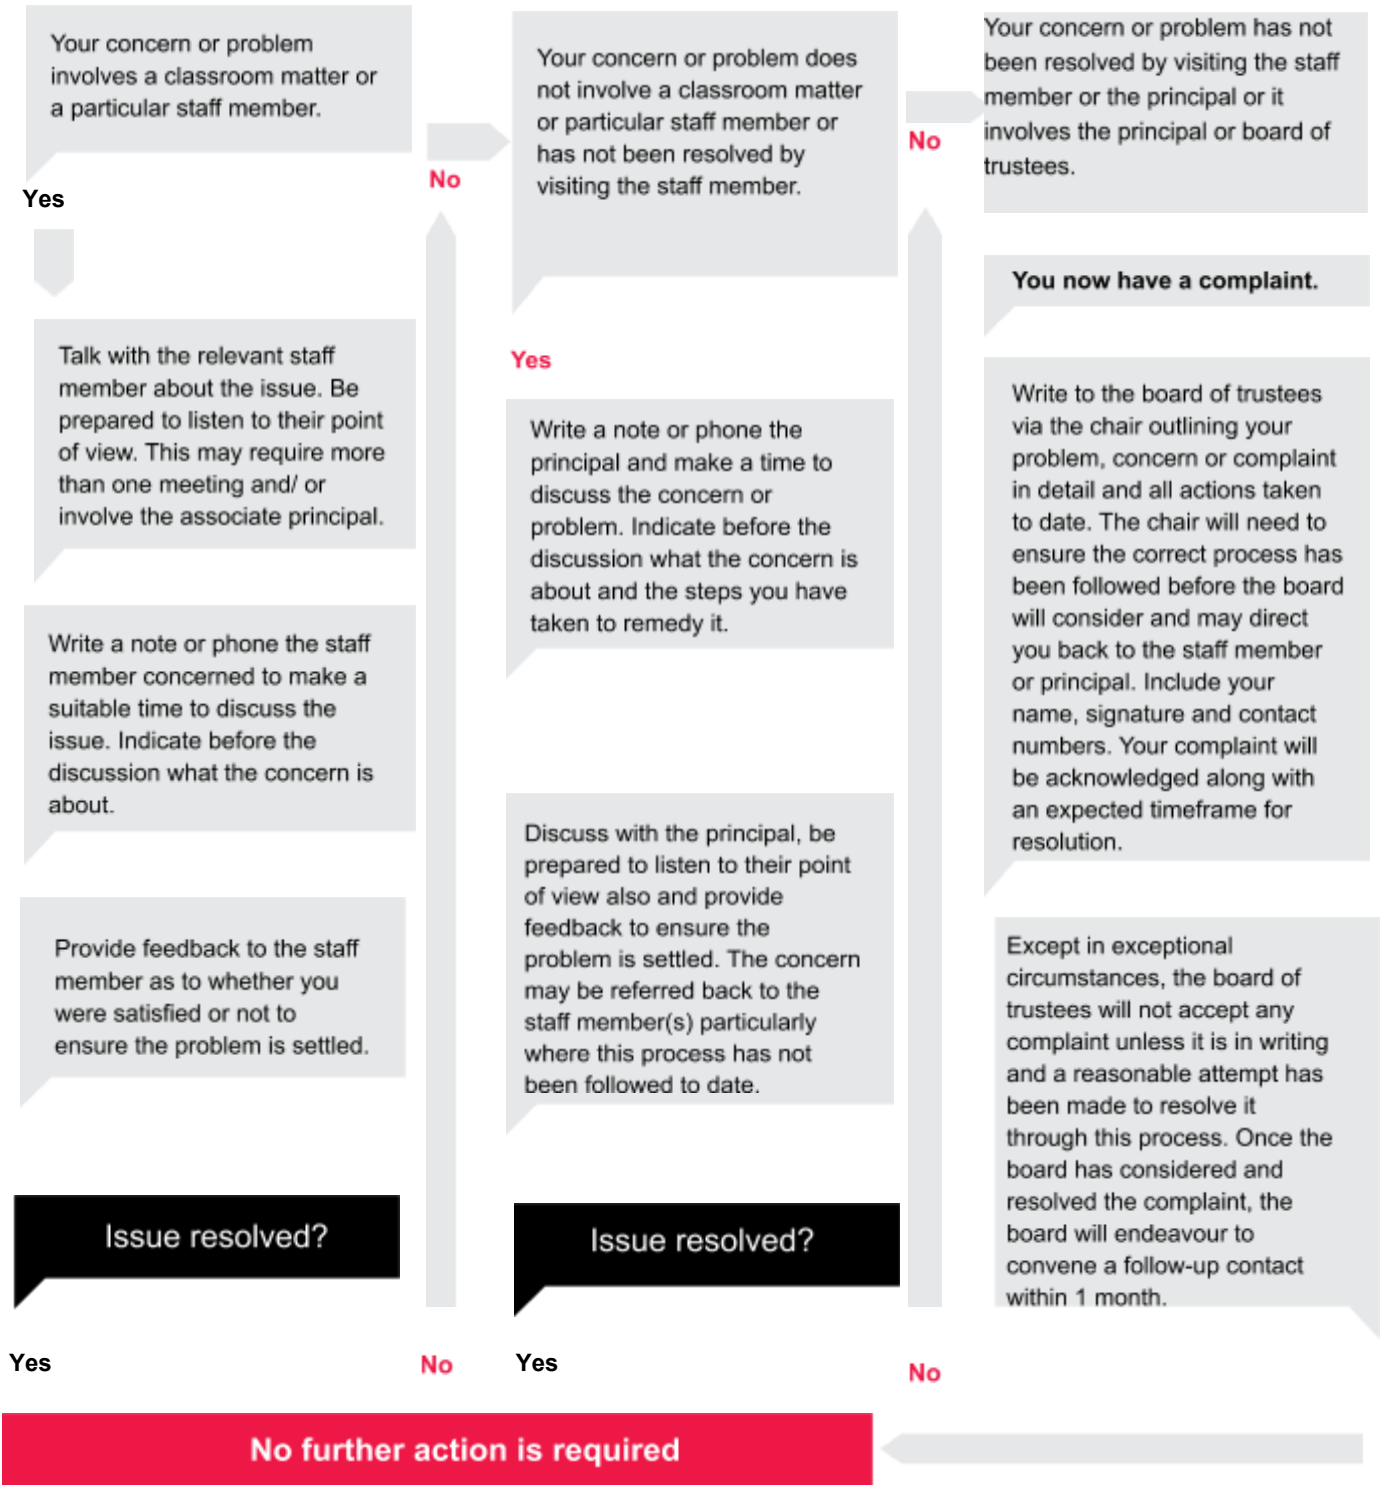 Your concern or problem
involves a classroom matter or
a particular staff member.
Yes
Talk with the relevant staff
member about the issue. Be
prepared to listen to their point
of view. This may require more
than one meeting and/ or
involve the associate principal.
Write a note or phone the staff
member concerned to make a
suitable time to discuss the
issue. Indicate before the
discussion what the concern is
about.
Provide feedback to the staff
member as to whether you
were satisfied or not to
ensure the problem is settled.
Issue resolved?
Yes
No
No
Your concern or problem does
not involve a classroom matter
or particular staff member or
has not been resolved by
visiting the staff member.
Yes
Write a note or phone the
principal and make a time to
discuss the concern or
problem. Indicate before the
discussion what the concern is
about and the steps you have
taken to remedy it.
Discuss with the principal, be
prepared to listen to their point
of view also and provide
feedback to ensure the
problem is settled. The concern
may be referred back to the
staff member(s) particularly
where this process has not
been followed to date.
Issue resolved?
Yes
No
No
Your concern or problem has not
been resolved by visiting the staff
member or the principal or it
involves the principal or board of
trustees.
You now have a complaint.
Write to the board of trustees
via the chair outlining your
problem, concern or complaint
in detail and all actions taken
to date. The chair will need to
ensure the correct process has
been followed before the board
will consider and may direct
you back to the staff member
or principal. Include your
name, signature and contact
numbers. Your complaint will
be acknowledged along with
an expected timeframe for
resolution.
Except in exceptional
circumstances, the board of
trustees will not accept any
complaint unless it is in writing
and a reasonable attempt has
been made to resolve it
through this process. Once the
board has considered and
resolved the complaint, the
board will endeavour to
convene a follow-up contact
within 1 month.
No further action is required